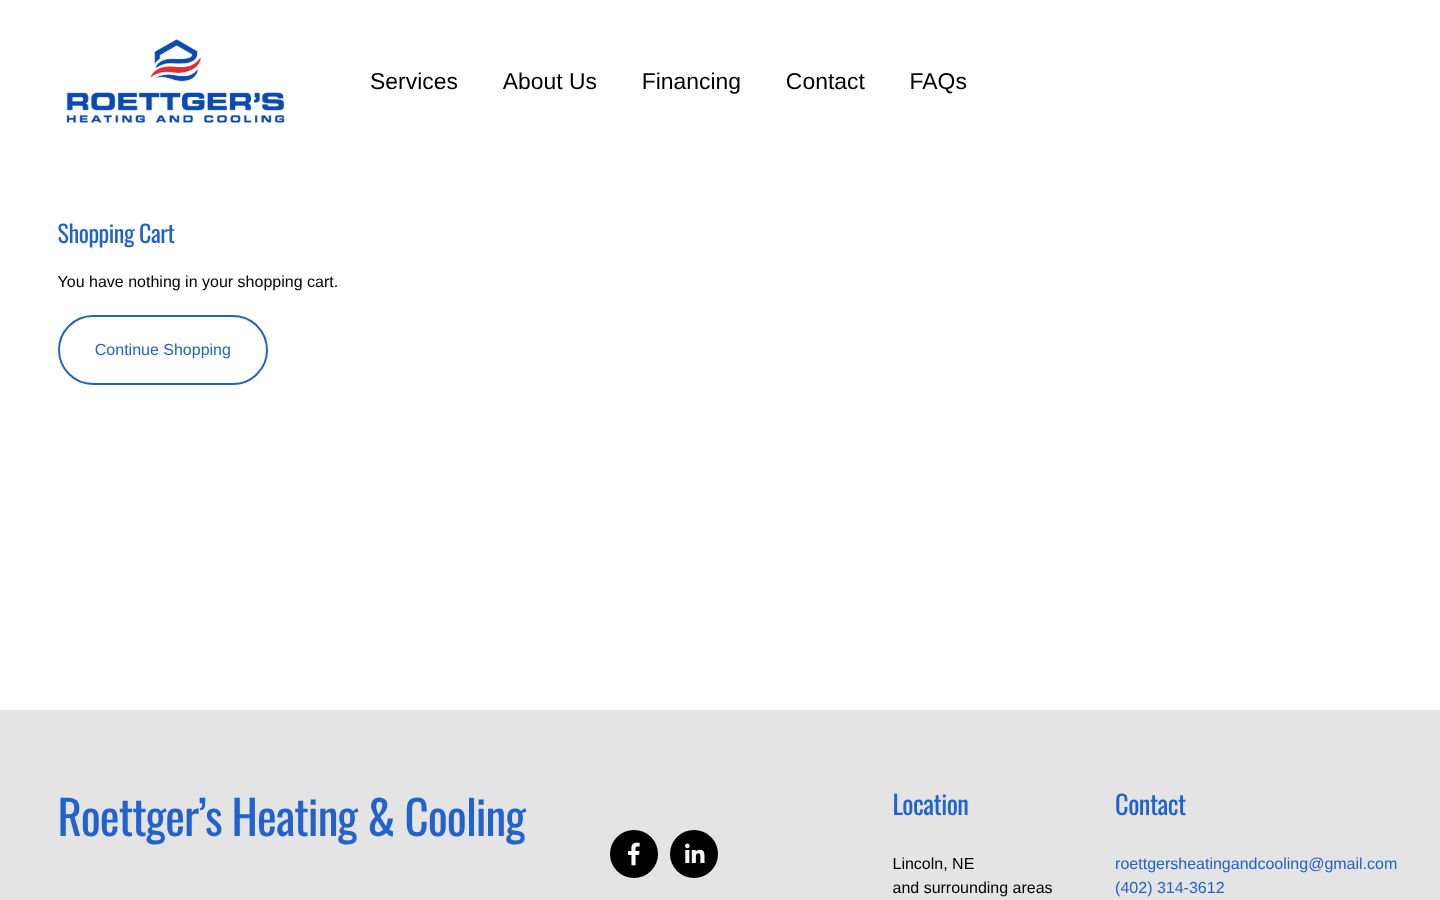 ROETTGER'S
HEATING AND COOLING
Services
About Us
Financing
Contact
FAQs
Shopping Cart
You have nothing in your shopping cart.
Continue Shopping
Roettger’s Heating & Cooling
Location
Lincoln, NE
and surrounding areas
Contact
roettgersheatingandcooling@gmail.com
(402) 314-3612